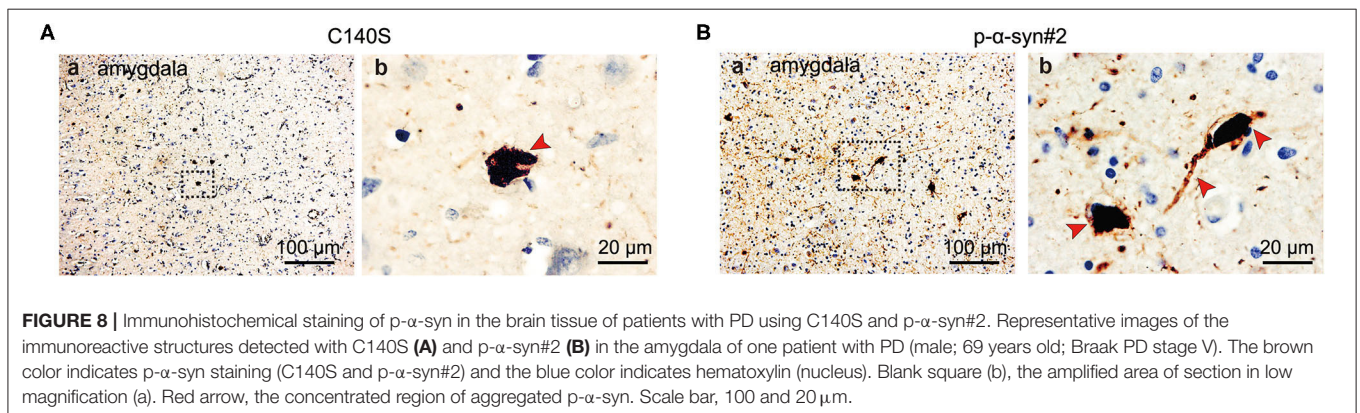 A
C140S
B
p-α-syn#2
a amygdala
b
a amygdala
b
100 μm
20 μm
100 μm
20 μm
FIGURE 8 | Immunohistochemical staining of p-α-syn in the brain tissue of patients with PD using C140S and p-α-syn#2. Representative images of the
immunoreactive structures detected with C140S (A) and p-α-syn#2 (B) in the amygdala of one patient with PD (male; 69 years old; Braak PD stage V). The brown
color indicates p-α-syn staining (C140S and p-α-syn#2) and the blue color indicates hematoxylin (nucleus). Blank square (b), the amplified area of section in low
magnification (a). Red arrow, the concentrated region of aggregated p-α-syn. Scale bar, 100 and 20 μm.